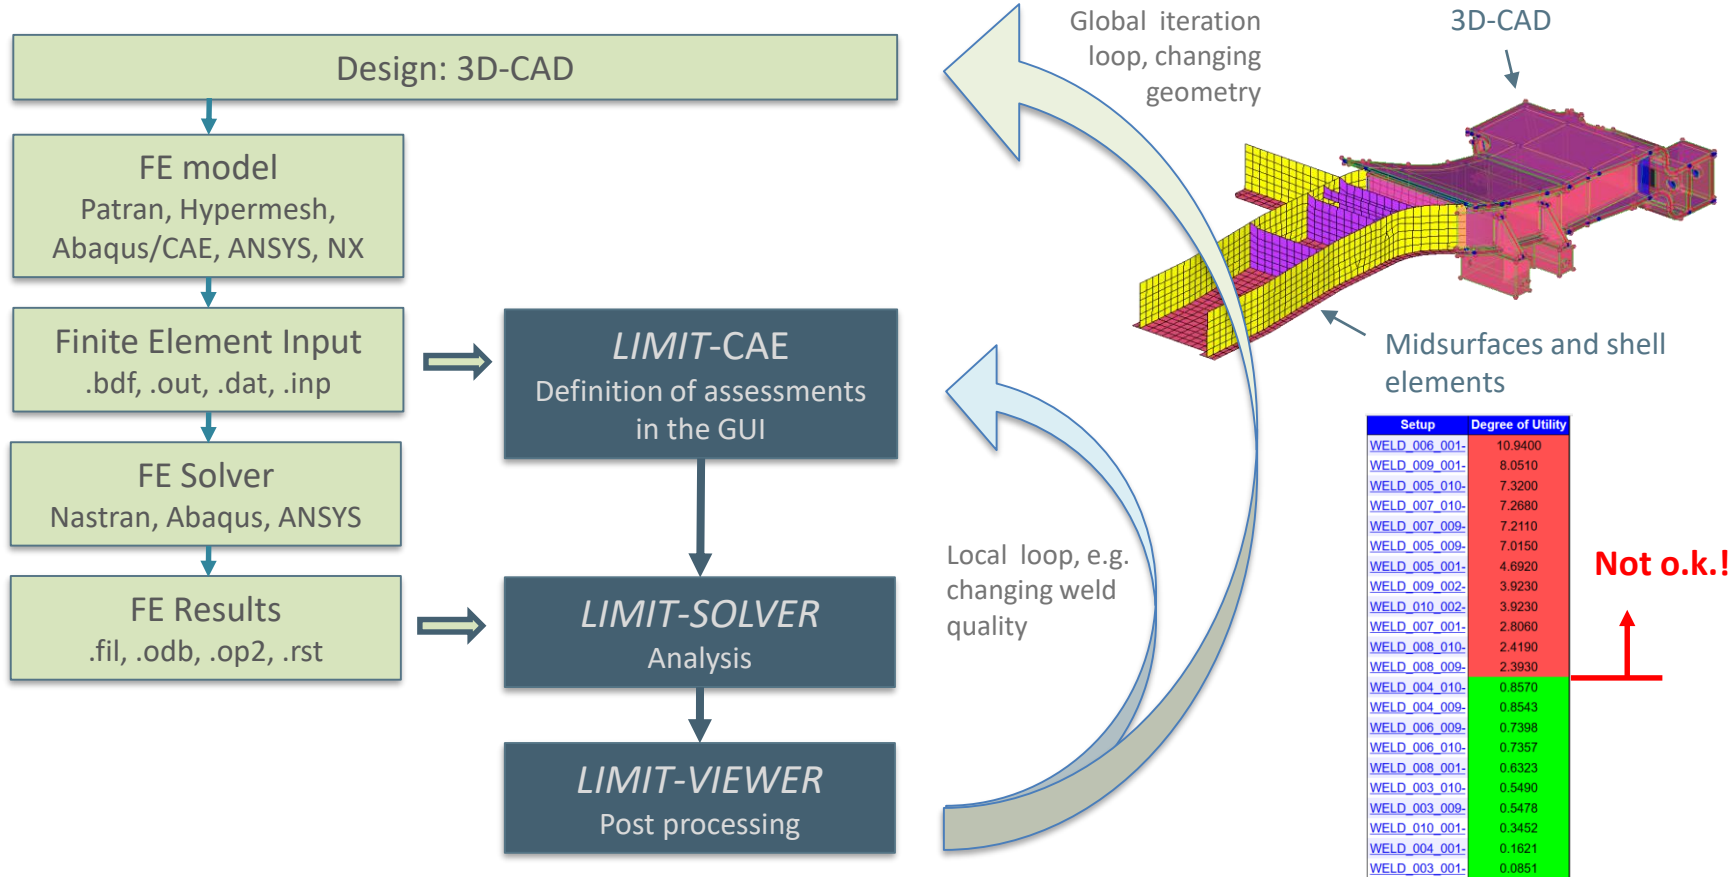 Design: 3D-CAD
FE model
Patran, Hypermesh,
Abaqus/CAE, ANSYS, NX
Finite Element Input
.bdf, .out, .dat, .inp
FE Solver
Nastran, Abaqus, ANSYS
FE Results
.fil, .odb, .op2, .rst
LIMIT-CAE
Definition of assessments
in the GUI
LIMIT-SOLVER
Analysis
LIMIT-VIEWER
Post processing
Global iteration
loop, changing
geometry
Local loop, e.g.
changing weld
quality
3D-CAD
Midsurfaces and shell
elements
Setup Degree of Utility
WELD_006_001- 10.9400
WELD_009_001- 8.0510
WELD_005_010- 7.3200
WELD_007_010- 7.2680
WELD_007_009- 7.2110
WELD_005_009- 7.0150
WELD_005_001- 4.6920
WELD_009_002- 3.9230
WELD_010_002- 3.9230
WELD_007_001- 2.8060
WELD_008_010- 2.4190
WELD_008_009- 2.3930
WELD_004_010- 0.8570
WELD_004_009- 0.8543
WELD_006_009- 0.7398
WELD_006_010- 0.7357
WELD_008_001- 0.6323
WELD_003_010- 0.5490
WELD_003_009- 0.5478
WELD_010_001- 0.3452
WELD_004_001- 0.1621
WELD_003_001- 0.0851
Not o.k.!